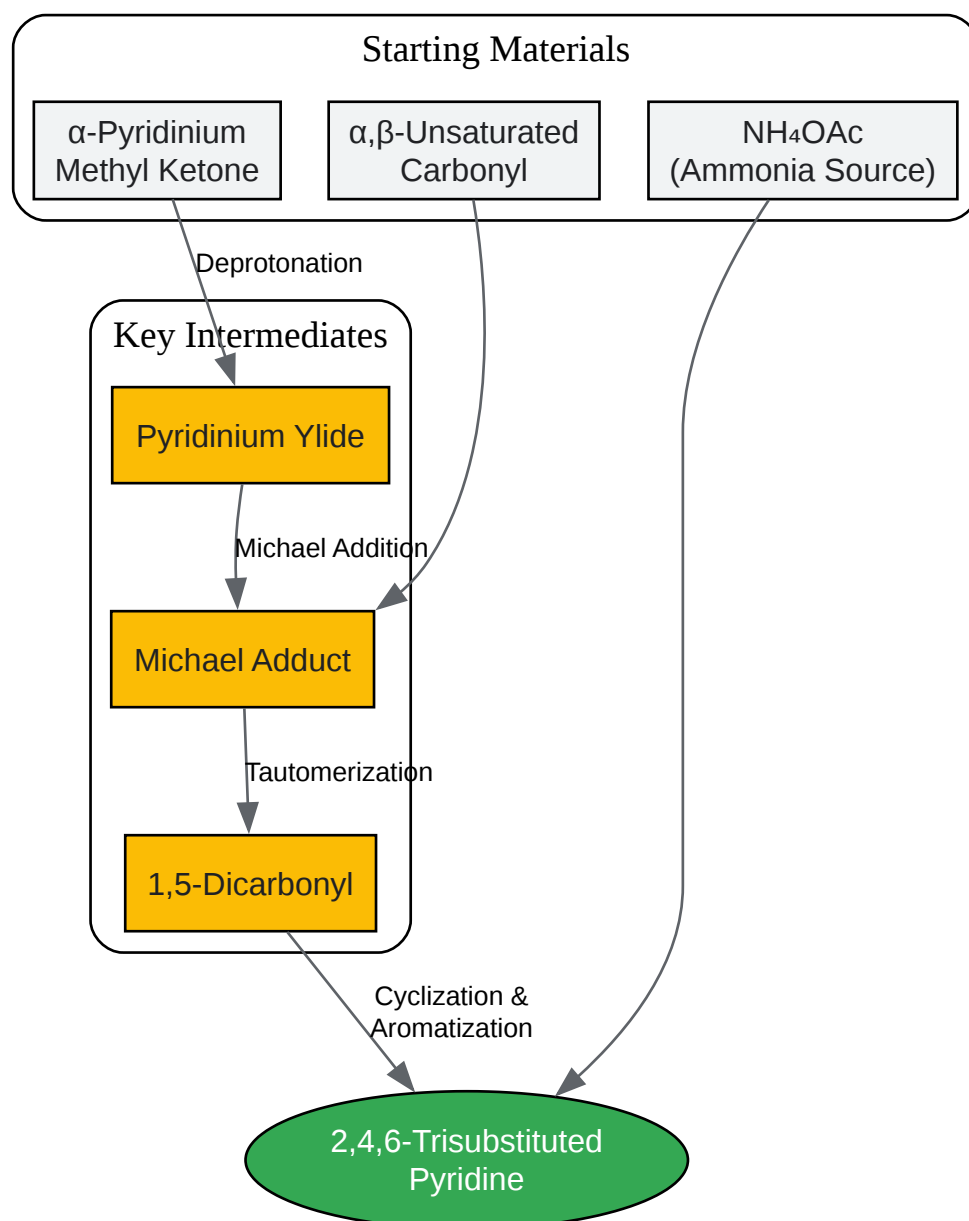 Starting Materials
α-Pyridinium
Methyl Ketone
α,β-Unsaturated
Carbonyl
NH₄OAc
(Ammonia Source)
Deprotonation
Key Intermediates
Pyridinium Ylide
Michael Addition
Michael Adduct
Tautomerization
1,5-Dicarbonyl
Cyclization &
Aromatization
2,4,6-Trisubstituted
Pyridine